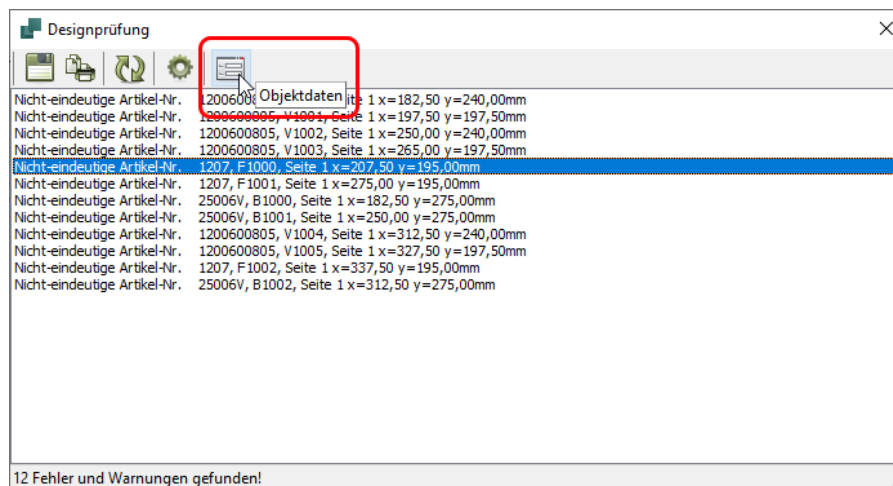 Designprüfung
Objektdaten
Nicht-eindeutige Artikel-Nr. Seite 1 x=182,50 y=240,00mm
Nicht-eindeutige Artikel-Nr. 1200600805, V1001, Seite 1 x=197,50 y=197,50mm
Nicht-eindeutige Artikel-Nr. 1200600805, V1002, Seite 1 x=250,00 y=240,00mm
Nicht-eindeutige Artikel-Nr. 1200600805, V1003, Seite 1 x=265,00 y=197,50mm
Nicht-eindeutige Artikel-Nr. 1207, F1000, Seite 1 x=207,50 y=195,00mm
Nicht-eindeutige Artikel-Nr. 1207, F1001, Seite 1 x=275,00 y=195,00mm
Nicht-eindeutige Artikel-Nr. 25006V, B1000, Seite 1 x=182,50 y=275,00mm
Nicht-eindeutige Artikel-Nr. 25006V, B1001, Seite 1 x=250,00 y=275,00mm
Nicht-eindeutige Artikel-Nr. 1200600805, V1004, Seite 1 x=312,50 y=240,00mm
Nicht-eindeutige Artikel-Nr. 1200600805, V1005, Seite 1 x=327,50 y=197,50mm
Nicht-eindeutige Artikel-Nr. 1207, F1002, Seite 1 x=337,50 y=195,00mm
Nicht-eindeutige Artikel-Nr. 25006V, B1002, Seite 1 x=312,50 y=275,00mm
12 Fehler und Warnungen gefunden!